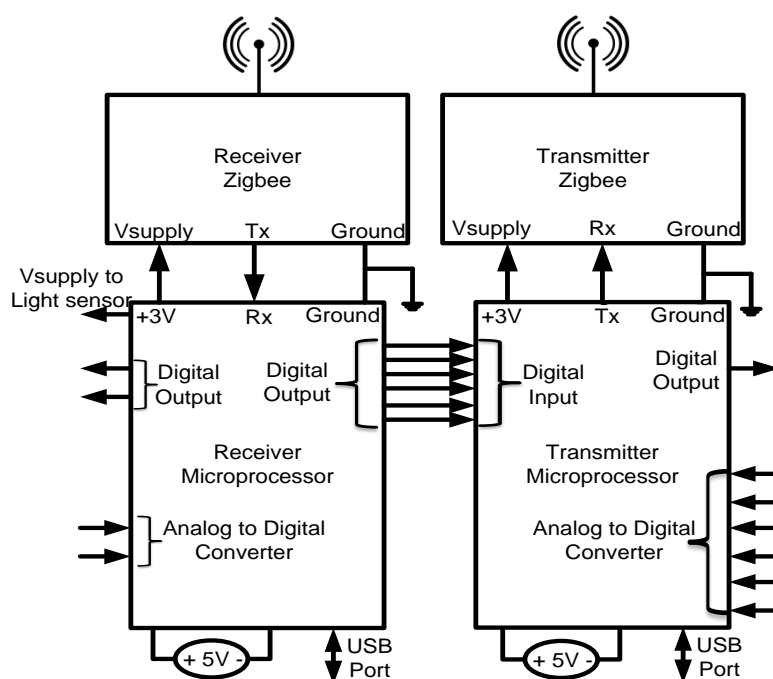 Receiver
Zigbee
Vsupply Tx Ground
Transmitter
Zigbee
Vsupply Rx Ground
Vsupply to
Light sensor
+3V Rx Ground
Digital
Output
Digital
Output
Receiver
Microprocessor
Analog to Digital
Converter
+ 5V -
USB
Port
+3V Tx Ground
Digital
Input
Digital
Output
Transmitter
Microprocessor
Analog to Digital
Converter
+ 5V -
USB
Port